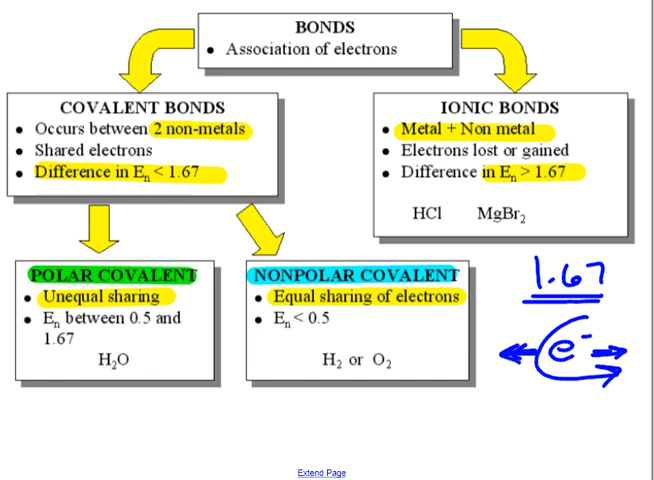 BONDS
• Association of electrons
COVALENT BONDS
• Occurs between 2 non-metals
• Shared electrons
• Difference in Eₙ < 1.67
IONIC BONDS
• Metal + Non metal
• Electrons lost or gained
• Difference in Eₙ > 1.67
HCl MgBr₂
POLAR COVALENT
• Unequal sharing
• Eₙ between 0.5 and
1.67
H₂O
NONPOLAR COVALENT
• Equal sharing of electrons
• Eₙ < 0.5
H₂ or O₂
1.67
e⁻
Extend Page